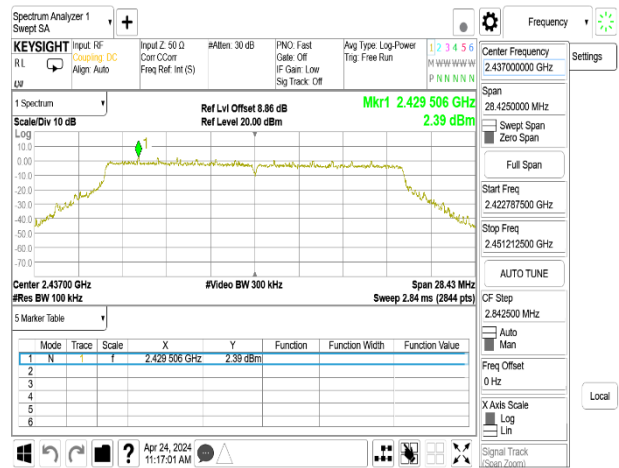 Spectrum Analyzer 1
Swept SA
Frequency
KEYSIGHT
RL
Input: RF
Coupling: DC
Align: Auto
Input Z: 50 Ω
Corr CCorr
Freq Ref: Int (S)
#Atten: 30 dB
PNO: Fast
Gate: Off
IF Gain: Low
Sig Track: Off
Avg Type: Log-Power
Trig: Free Run
1 2 3 4 5 6
M W W W W W
P N N N N N
1 Spectrum
Scale/Div 10 dB
Ref Lvl Offset 8.86 dB
Ref Level 20.00 dBm
Mkr1 2.429 506 GHz
2.39 dBm
Log
10.0
0.00
-10.0
-20.0
-30.0
-40.0
-50.0
-60.0
-70.0
1
Center 2.43700 GHz
#Res BW 100 kHz
#Video BW 300 kHz
Span 28.43 MHz
Sweep 2.84 ms (2844 pts)
5 Marker Table
Mode Trace Scale X Y Function Function Width Function Value
1 N 1 f 2.429 506 GHz 2.39 dBm
2
3
4
5
6
Apr 24, 2024
11:17:01 AM
Center Frequency
2.437000000 GHz
Span
28.4250000 MHz
Swept Span
Zero Span
Full Span
Start Freq
2.422787500 GHz
Stop Freq
2.451212500 GHz
AUTO TUNE
CF Step
2.842500 MHz
Auto
Man
Freq Offset
0 Hz
X Axis Scale
Log
Lin
Signal Track
(Span Zoom)
Settings
Local